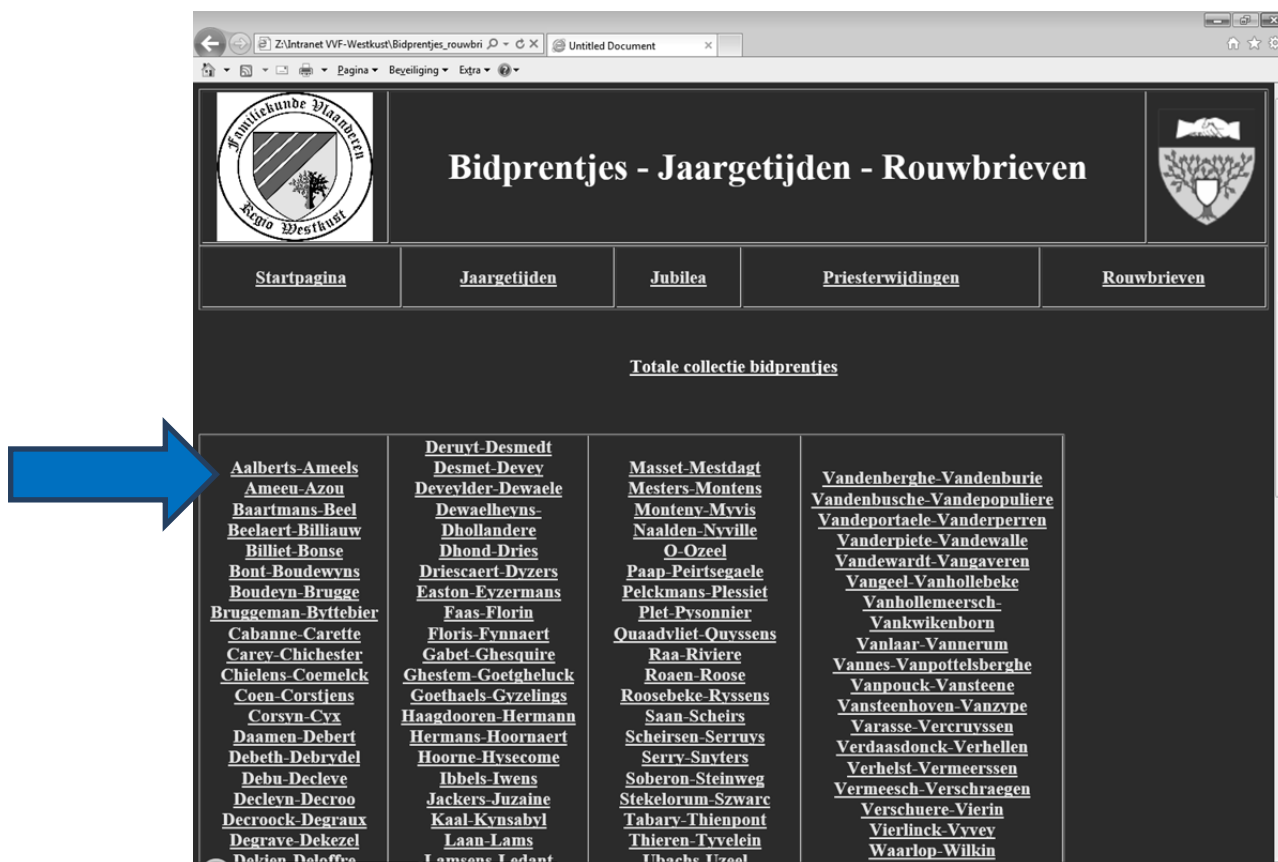 Z:\Intranet VVF-Westkust\Bidprentjes_rouwbri
Untitled Document
Pagina
Beveiliging
Extra
Familiekunde Vlaanderen
Regio Westkust
Bidprentjes - Jaargetijden - Rouwbrieven
Startpagina
Jaargetijden
Jubilea
Priesterwijdingen
Rouwbrieven
Totale collectie bidprentjes
Aalberts-Ameels
Ameeu-Azou
Baartmans-Beel
Beelaert-Billiauw
Billiet-Bonse
Bont-Boudewyns
Boudeyn-Brugge
Bruggeman-Byttebier
Cabanne-Carette
Carey-Chichester
Chielens-Coemelck
Coen-Corstjens
Corsyn-Cyx
Daamen-Debert
Debeth-Debrydel
Debu-Decleve
Decleyn-Decroo
Decroock-Degraux
Degrave-Dekezel
Dekien-Deloffre
Deruyt-Desmedt
Desmet-Devey
Deveylder-Dewaele
Dewaelheyns-
Dhollandere
Dhond-Dries
Driescaert-Dyzers
Easton-Eyzermans
Faas-Florin
Floris-Fynnaert
Gabet-Ghesquire
Ghestem-Goetgheluck
Goethaels-Gyzelings
Haagdooren-Hermann
Hermans-Hoornaert
Hoorne-Hysecome
Ibbels-Iwens
Jackers-Juzaine
Kaal-Kynsabyl
Laan-Lams
Lamsens-Ledant
Masset-Mestdagt
Mesters-Montens
Monteny-Myvis
Naalden-Nyville
O-Ozeel
Paap-Peirtsegaele
Pelckmans-Plessiet
Plet-Pysonnier
Quaadvliet-Quyssens
Raa-Riviere
Roaen-Roose
Roosebeke-Ryssens
Saan-Scheirs
Scheirsen-Serruys
Serry-Snyters
Soberon-Steinweg
Stekelorum-Szwarc
Tabary-Thienpont
Thieren-Tyvelein
Ubachs-Uzeel
Vandenberghe-Vandenburie
Vandenbusche-Vandepopuliere
Vandeportaele-Vanderperren
Vanderpiete-Vandewalle
Vandewardt-Vangaveren
Vangeel-Vanhollebeke
Vanhollemeersch-
Vankwikenborn
Vanlaar-Vannerum
Vannes-Vanpottelsberghe
Vanpouck-Vansteene
Vansteenhoven-Vanzype
Varasse-Vercruyssen
Verdaasdonck-Verhellen
Verhelst-Vermeerssen
Vermeesch-Verschraegen
Verschuere-Vierin
Vierlinck-Vyvey
Waarlop-Wilkin